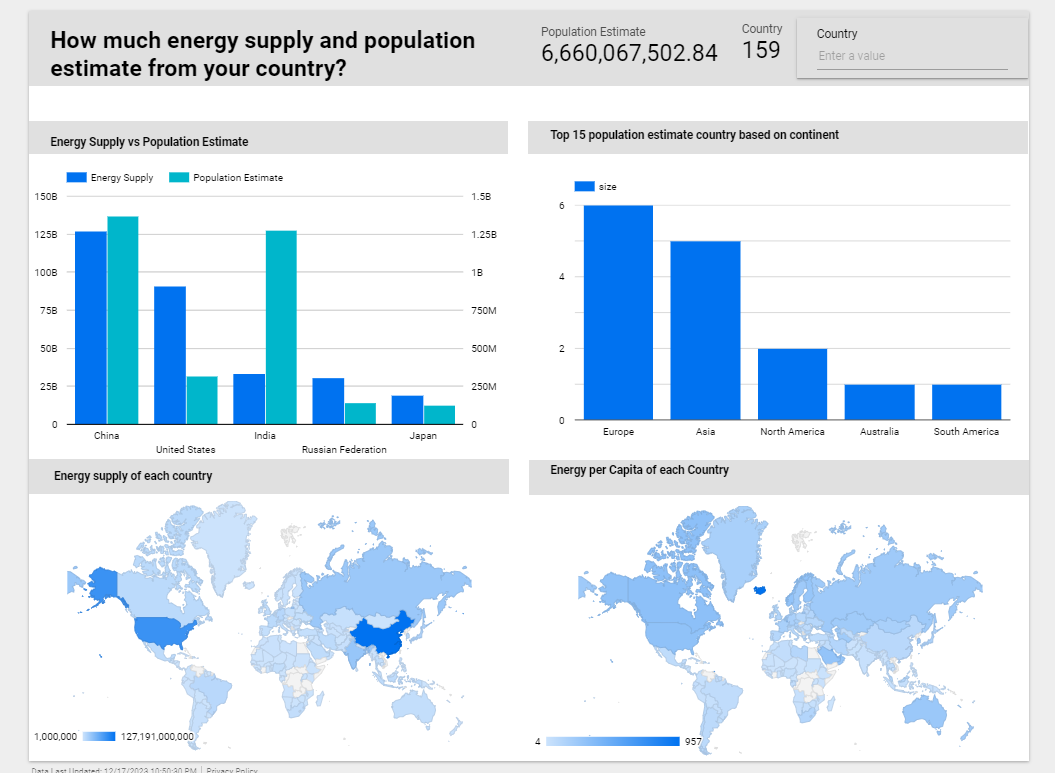 How much energy supply and population
estimate from your country?
Population Estimate
6,660,067,502.84
Country
159
Country
Enter a value
Energy Supply vs Population Estimate
Energy Supply
Population Estimate
150B
125B
100B
75B
50B
25B
0
1.5B
1.25B
1B
750M
500M
250M
0
China
United States
India
Russian Federation
Japan
Top 15 population estimate country based on continent
size
6
4
2
0
Europe
Asia
North America
Australia
South America
Energy supply of each country
1,000,000
127,191,000,000
Energy per Capita of each Country
4
957
Data Last Updated: 12/17/2023 10:50:30 PM | Privacy Policy